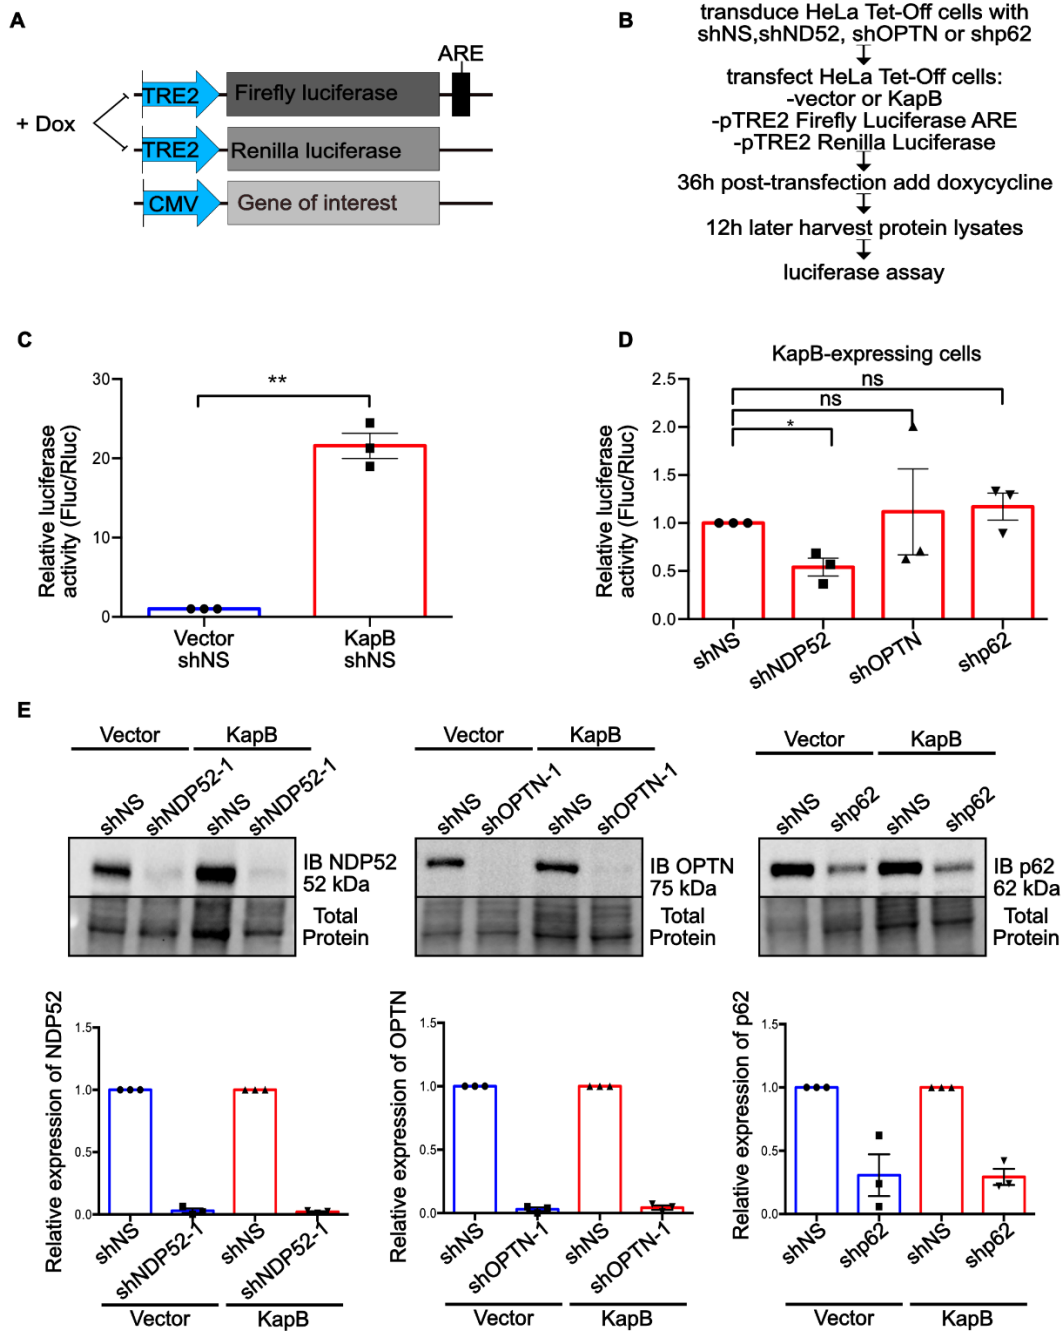 A
ARE
TRE2 Firefly luciferase
+ Dox
TRE2 Renilla luciferase
CMV Gene of interest
B
transduce HeLa Tet-Off cells with
shNS,shND52, shOPTN or shp62
transfect HeLa Tet-Off cells:
-vector or KapB
-pTRE2 Firefly Luciferase ARE
-pTRE2 Renilla Luciferase
36h post-transfection add doxycycline
12h later harvest protein lysates
luciferase assay
C
Relative luciferase
activity (Fluc/Rluc)
30
20
10
0
**
Vector
shNS
KapB
shNS
D
KapB-expressing cells
Relative luciferase
activity (Fluc/Rluc)
2.5
2.0
1.5
1.0
0.5
0.0
ns
ns
*
shNS
shNDP52
shOPTN
shp62
E
Vector KapB
shNS shNDP52-1 shNS shNDP52-1
IB NDP52
52 kDa
Total
Protein
Vector KapB
shNS shOPTN-1 shNS shOPTN-1
IB OPTN
75 kDa
Total
Protein
Vector KapB
shNS shp62 shNS shp62
IB p62
62 kDa
Total
Protein
Relative expression of NDP52
1.5
1.0
0.5
0.0
shNS shNDP52-1 shNS shNDP52-1
Vector KapB
Relative expression of OPTN
1.5
1.0
0.5
0.0
shNS shOPTN-1 shNS shOPTN-1
Vector KapB
Relative expression of p62
1.5
1.0
0.5
0.0
shNS shp62 shNS shp62
Vector KapB